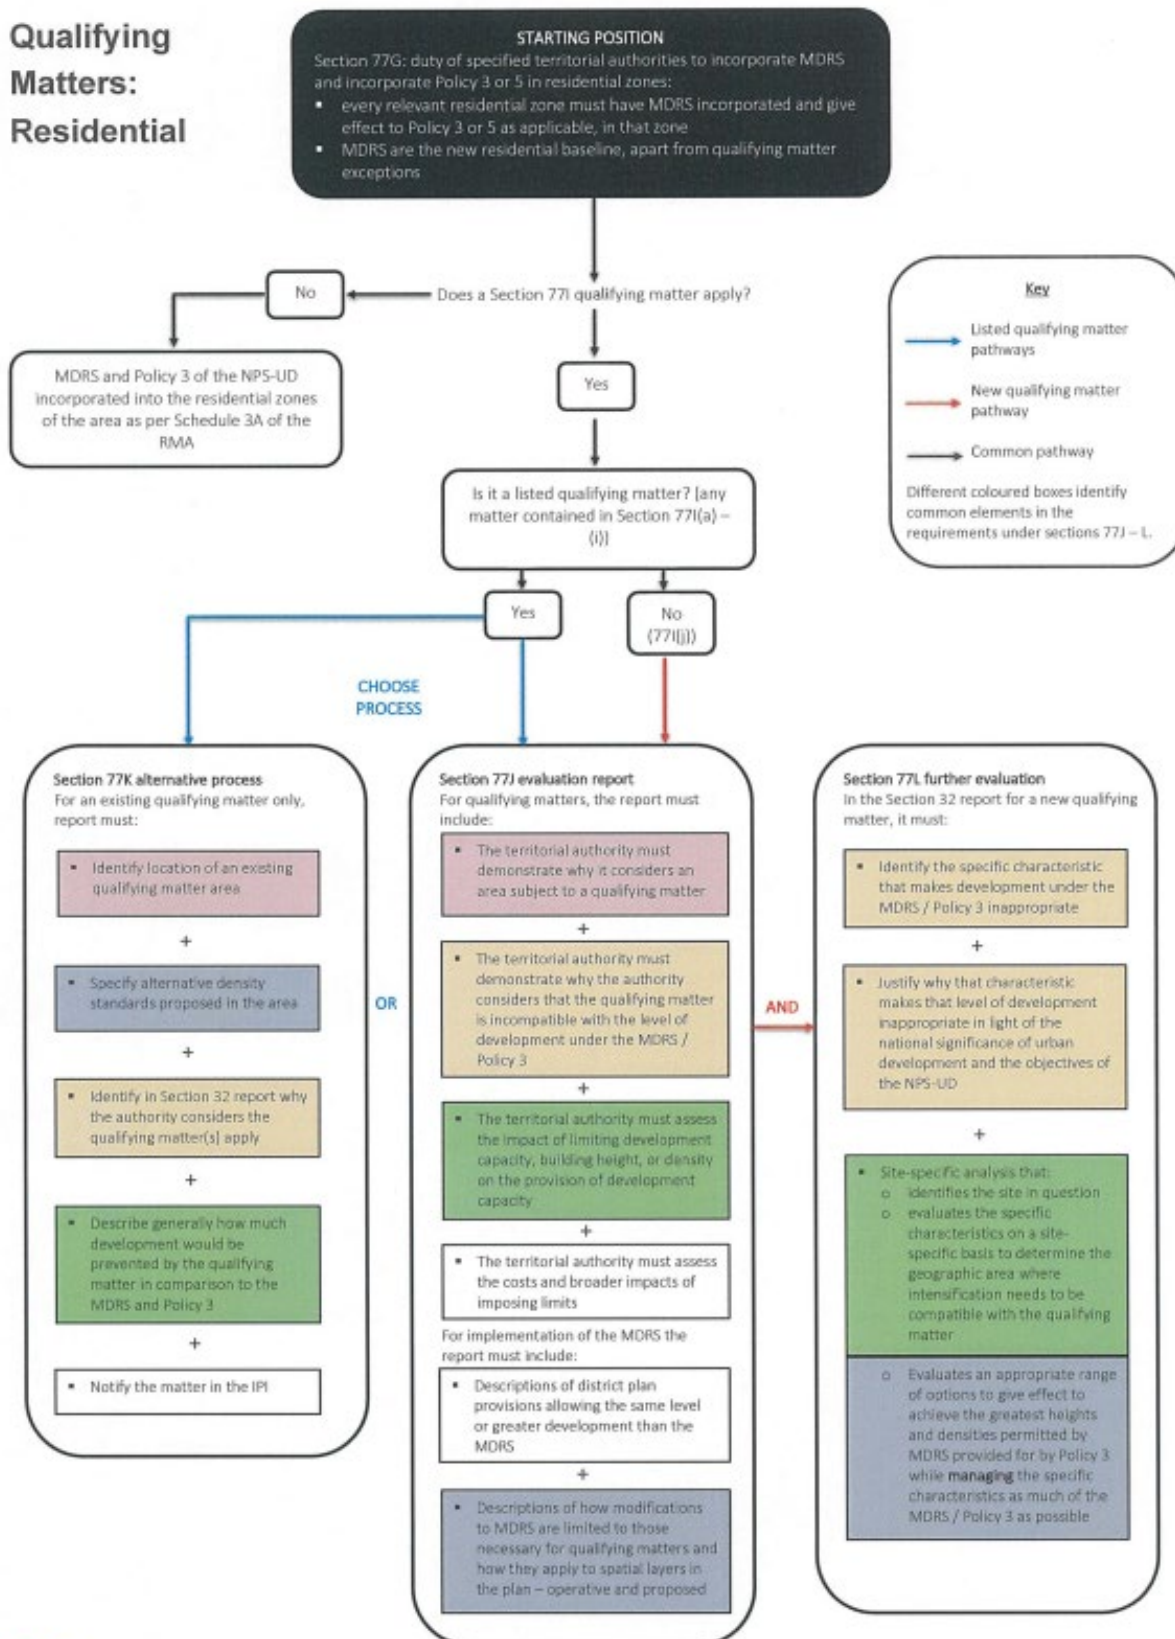 Qualifying
Matters:
Residential
STARTING POSITION
Section 77G: duty of specified territorial authorities to incorporate MDRS
and incorporate Policy 3 or 5 in residential zones:
▪ every relevant residential zone must have MDRS incorporated and give
effect to Policy 3 or 5 as applicable, in that zone
▪ MDRS are the new residential baseline, apart from qualifying matter
exceptions
No
Does a Section 77I qualifying matter apply?
MDRS and Policy 3 of the NPS-UD
incorporated into the residential zones
of the area as per Schedule 3A of the
RMA
Yes
Key
Listed qualifying matter
pathways
New qualifying matter
pathway
Common pathway
Different coloured boxes identify
common elements in the
requirements under sections 77J – L.
Is it a listed qualifying matter? [any
matter contained in Section 77I(a) –
(i)]
Yes
No
(77I(j))
CHOOSE
PROCESS
Section 77K alternative process
For an existing qualifying matter only,
report must:
▪ Identify location of an existing
qualifying matter area
+
▪ Specify alternative density
standards proposed in the area
+
▪ Identify in Section 32 report why
the authority considers the
qualifying matter(s) apply
+
▪ Describe generally how much
development would be
prevented by the qualifying
matter in comparison to the
MDRS and Policy 3
+
▪ Notify the matter in the IPI
OR
Section 77J evaluation report
For qualifying matters, the report must
include:
▪ The territorial authority must
demonstrate why it considers an
area subject to a qualifying matter
+
▪ The territorial authority must
demonstrate why the authority
considers that the qualifying matter
is incompatible with the level of
development under the MDRS /
Policy 3
+
▪ The territorial authority must assess
the impact of limiting development
capacity, building height, or density
on the provision of development
capacity
+
▪ The territorial authority must assess
the costs and broader impacts of
imposing limits
For implementation of the MDRS the
report must include:
▪ Descriptions of district plan
provisions allowing the same level
or greater development than the
MDRS
+
▪ Descriptions of how modifications
to MDRS are limited to those
necessary for qualifying matters and
how they apply to spatial layers in
the plan – operative and proposed
AND
Section 77L further evaluation
In the Section 32 report for a new qualifying
matter, it must:
▪ Identify the specific characteristic
that makes development under the
MDRS / Policy 3 inappropriate
+
▪ Justify why that characteristic
makes that level of development
inappropriate in light of the
national significance of urban
development and the objectives of
the NPS-UD
+
▪ Site-specific analysis that:
o identifies the site in question
o evaluates the specific
characteristics on a site-
specific basis to determine the
geographic area where
intensification needs to be
compatible with the qualifying
matter
o Evaluates an appropriate range
of options to give effect to
achieve the greatest heights
and densities permitted by
MDRS provided for by Policy 3
while managing the specific
characteristics as much of the
MDRS / Policy 3 as possible